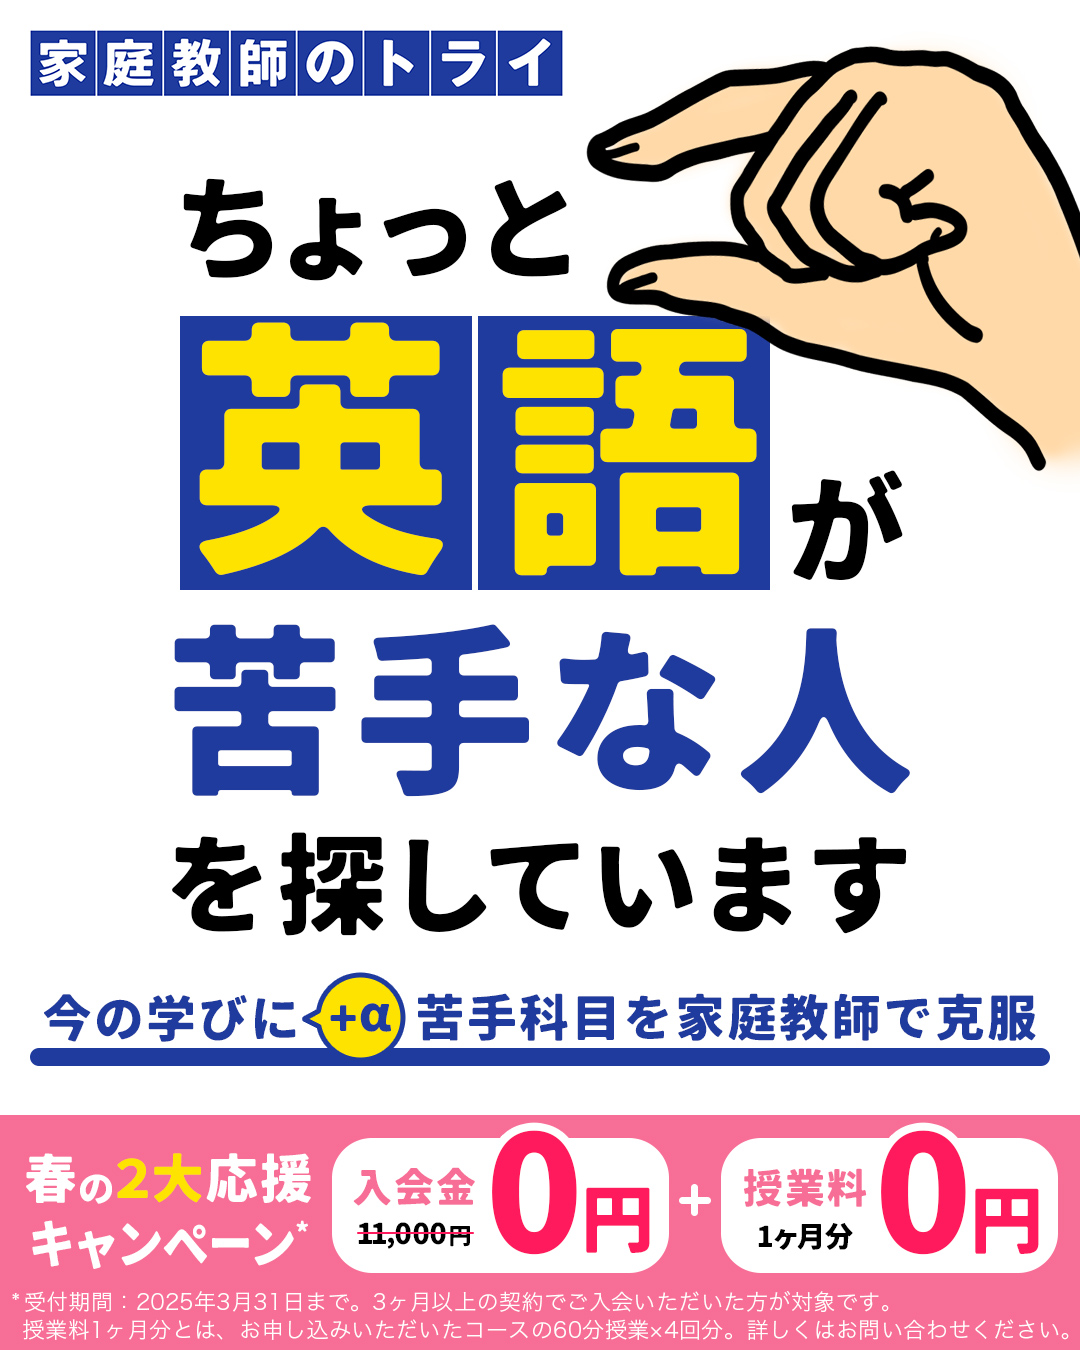 家庭教師のトライ
ちょっと
英語が
苦手な人
を探しています
今の学びに+α苦手科目を家庭教師で克服
春の2大応援
キャンペーン*
入会金
11,000円
0円
+
授業料
1ヶ月分
0円
*受付期間：2025年3月31日まで。3ヶ月以上の契約でご入会いただいた方が対象です。
授業料1ヶ月分とは、お申し込みいただいたコースの60分授業×4回分。詳しくはお問い合わせください。